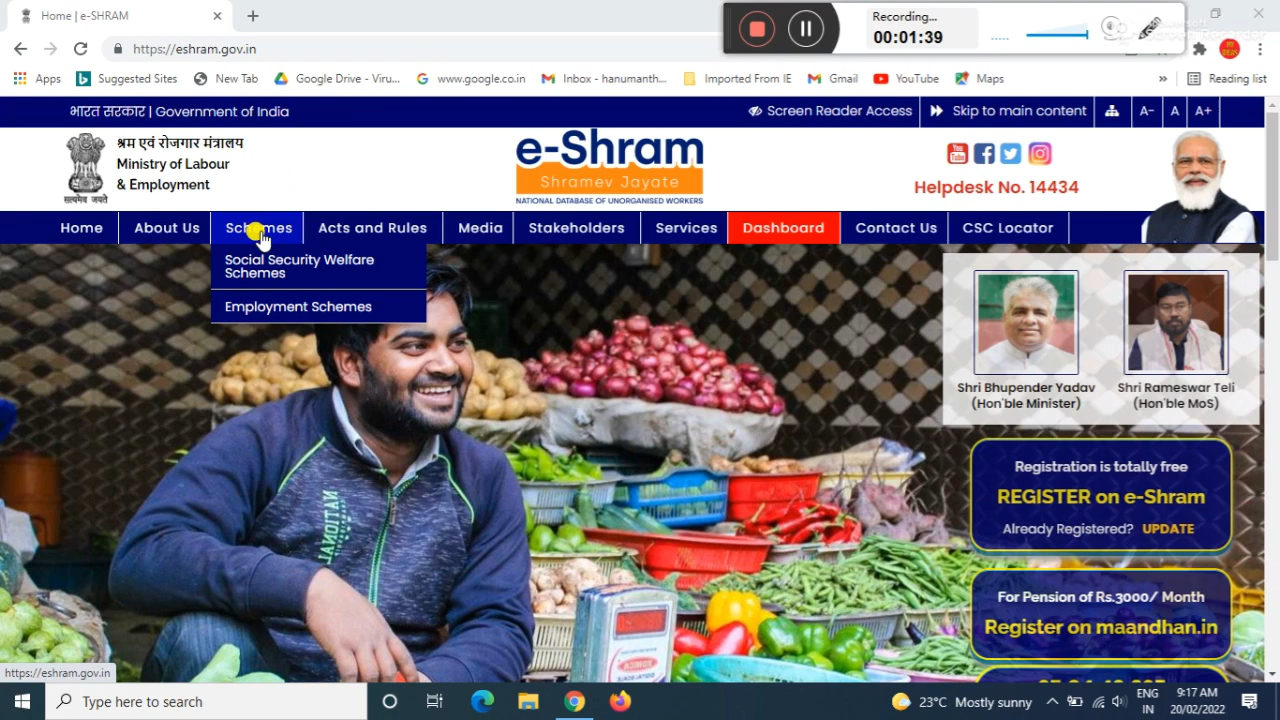 Home | e-SHRAM
Recording...
00:01:39
https://eshram.gov.in
Apps
Suggested Sites
New Tab
Google Drive - Viru...
www.google.co.in
Inbox - hanumanth...
Imported From IE
Gmail
YouTube
Maps
»
Reading list
भारत सरकार | Government of India
Screen Reader Access
Skip to main content
A-
A
A+
श्रम एवं रोजगार मंत्रालय
Ministry of Labour
& Employment
सत्यमेव जयते
e-Shram
Shramev Jayate
NATIONAL DATABASE OF UNORGANISED WORKERS
You Tube
Helpdesk No. 14434
Home
About Us
Schemes
Acts and Rules
Media
Stakeholders
Services
Dashboard
Contact Us
CSC Locator
Social Security Welfare
Schemes
Employment Schemes
Shri Bhupender Yadav
(Hon'ble Minister)
Shri Rameswar Teli
(Hon'ble MoS)
Registration is totally free
REGISTER on e-Shram
Already Registered? UPDATE
For Pension of Rs.3000/ Month
Register on maandhan.in
https://eshram.gov.in
Type here to search
23°C Mostly sunny
ENG
IN
9:17 AM
20/02/2022